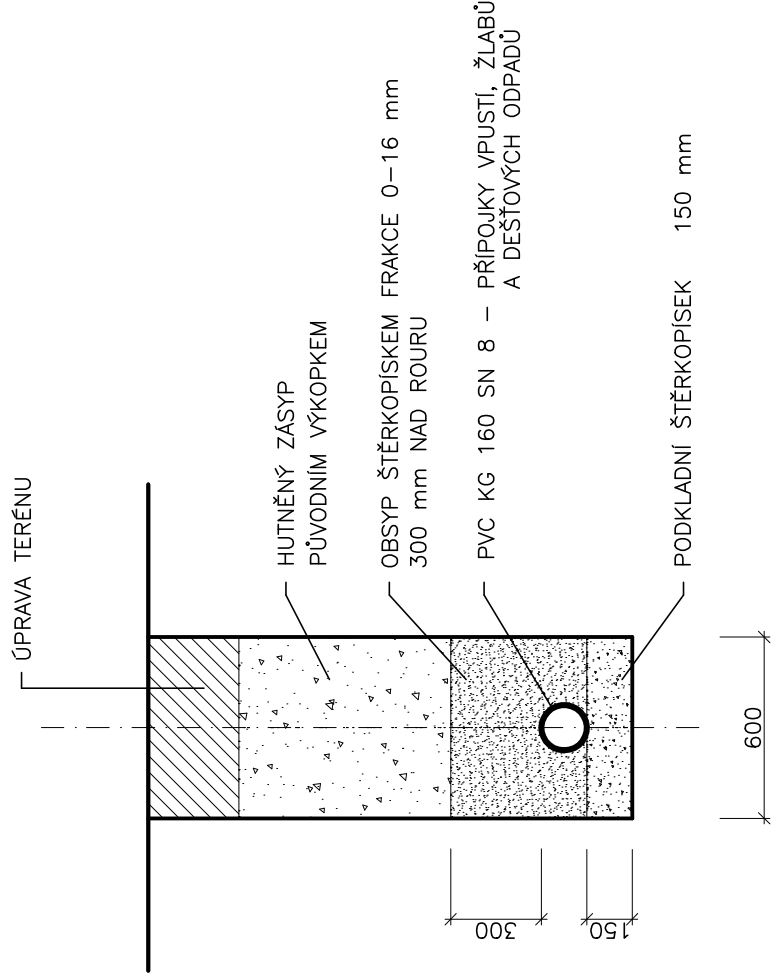 ÚPRAVA TERÉNU
HUTNĚNÝ ZÁSYP
PŮVODNÍM VÝKOPKEM
OBSYP ŠTĚRKOPÍSKEM FRAKCE 0-16 mm
300 mm NAD ROURU
PVC KG 160 SN 8 - PŘÍPOJKY VPUSTÍ, ŽLABŮ
A DEŠŤOVÝCH ODPADŮ
PODKLADNÍ ŠTĚRKOPÍSEK 150 mm
300
150
600